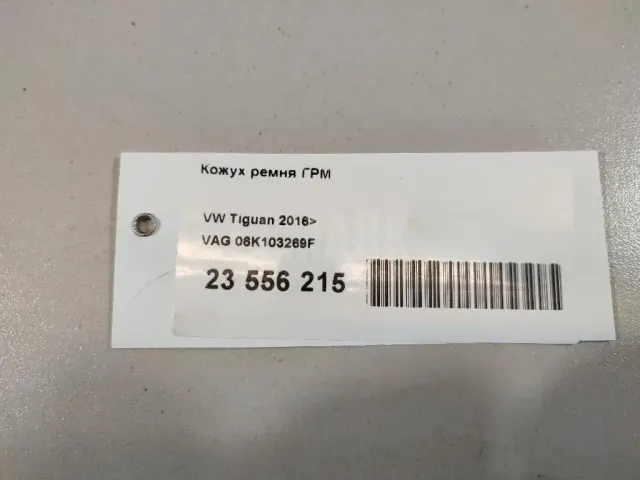 Кожух ремня ГРМ
VW Tiguan 2016>
VAG 06K103269F
23 556 215